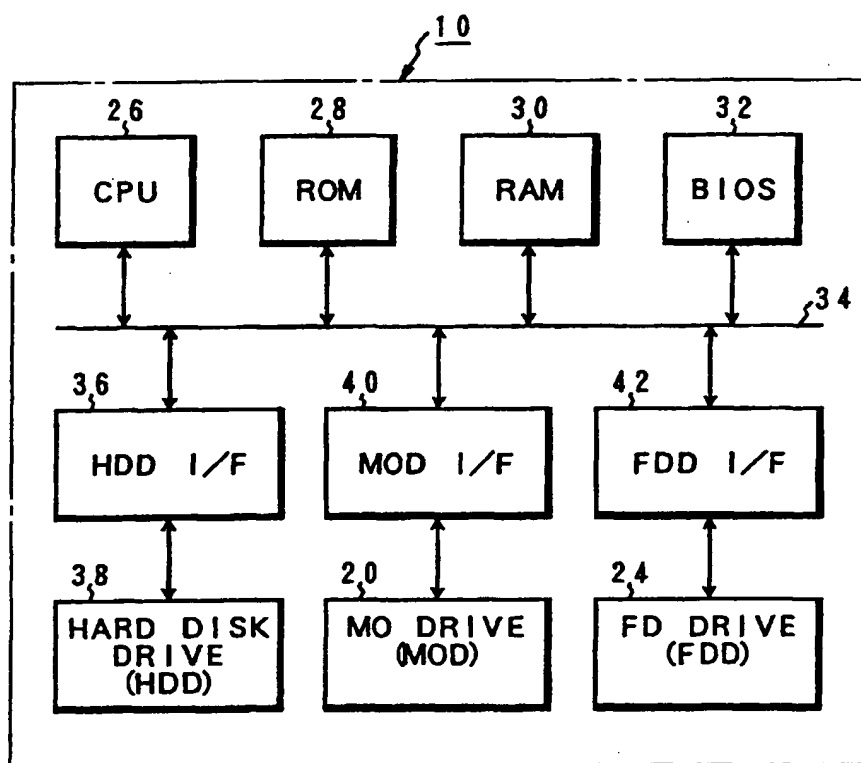 10
26 28 30 32
CPU ROM RAM BIOS
34
36 40 42
HDD I/F MOD I/F FDD I/F
38 20 24
HARD DISK DRIVE (HDD)
MO DRIVE (MOD)
FD DRIVE (FDD)